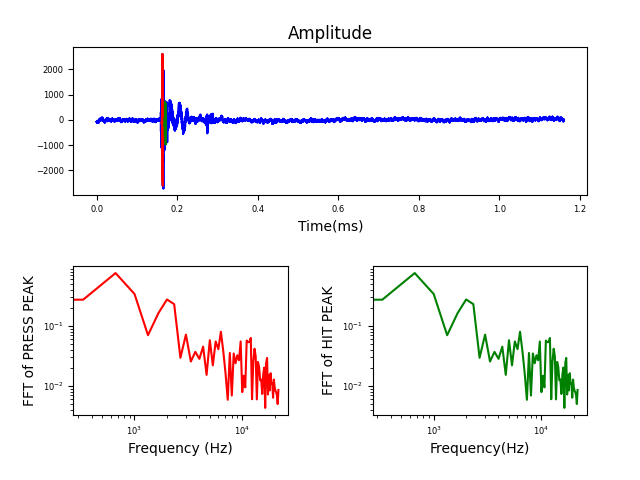 Amplitude
2000
1000
0
−1000
−2000
0.0 0.2 0.4 0.6 0.8 1.0 1.2
Time(ms)
FFT of PRESS PEAK
10⁻¹
10⁻²
10³ 10⁴
Frequency (Hz)
FFT of HIT PEAK
10⁻¹
10⁻²
10³ 10⁴
Frequency(Hz)